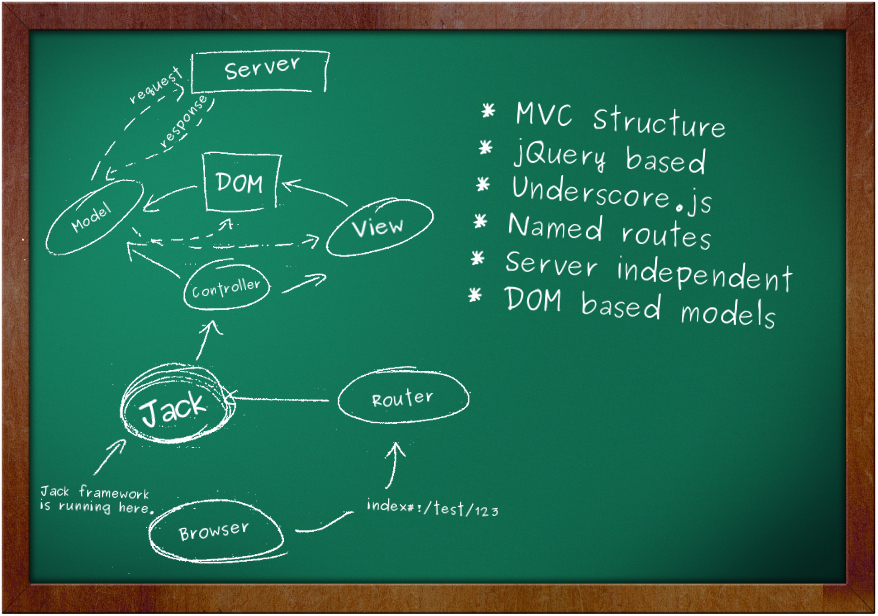 Server
request
response
DOM
Model
View
Controller
Jack
Router
Jack framework
is running here.
Browser
index#!/test/123
* MVC structure
* jQuery based
* Underscore.js
* Named routes
* Server independent
* DOM based models